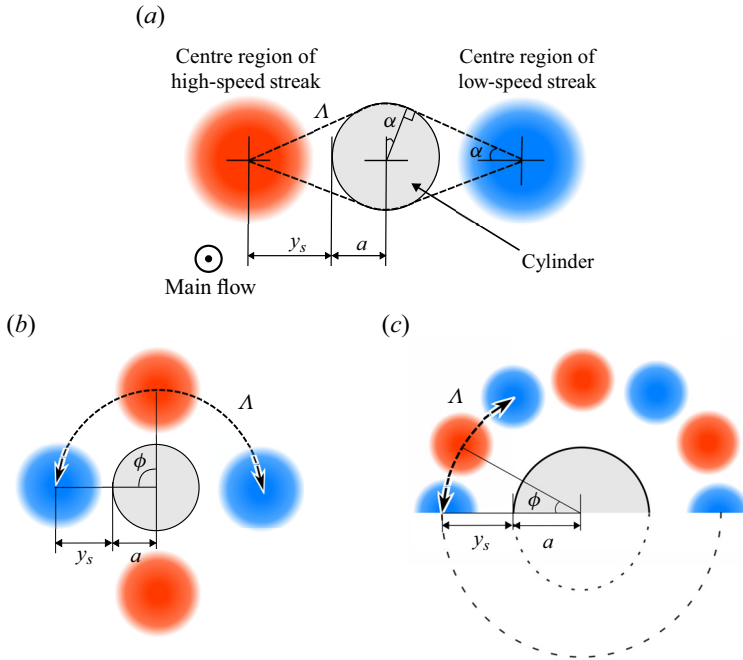 (a)
Centre region of
high-speed streak
Centre region of
low-speed streak
Λ
α
α
y_s
a
Cylinder
Main flow
(b)
Λ
ϕ
y_s
a
(c)
Λ
ϕ
y_s
a